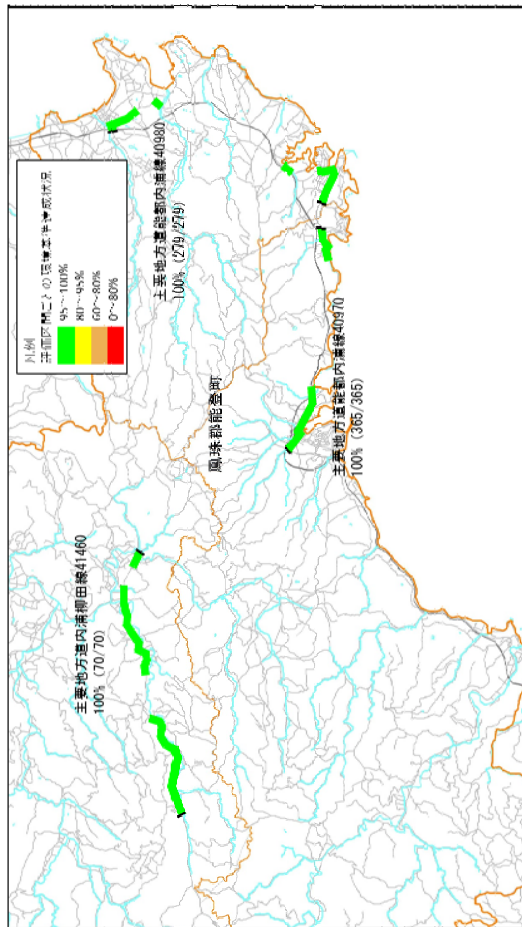 凡例
評価区間ごとの環境基準達成状況
95～100%
80～95%
60～80%
0～80%
主要地方道能都内浦線40980
100% (279/279)
鳳珠郡能登町
主要地方道能都内浦線40970
100% (365/365)
主要地方道内浦柳田線41460
100% (70/70)